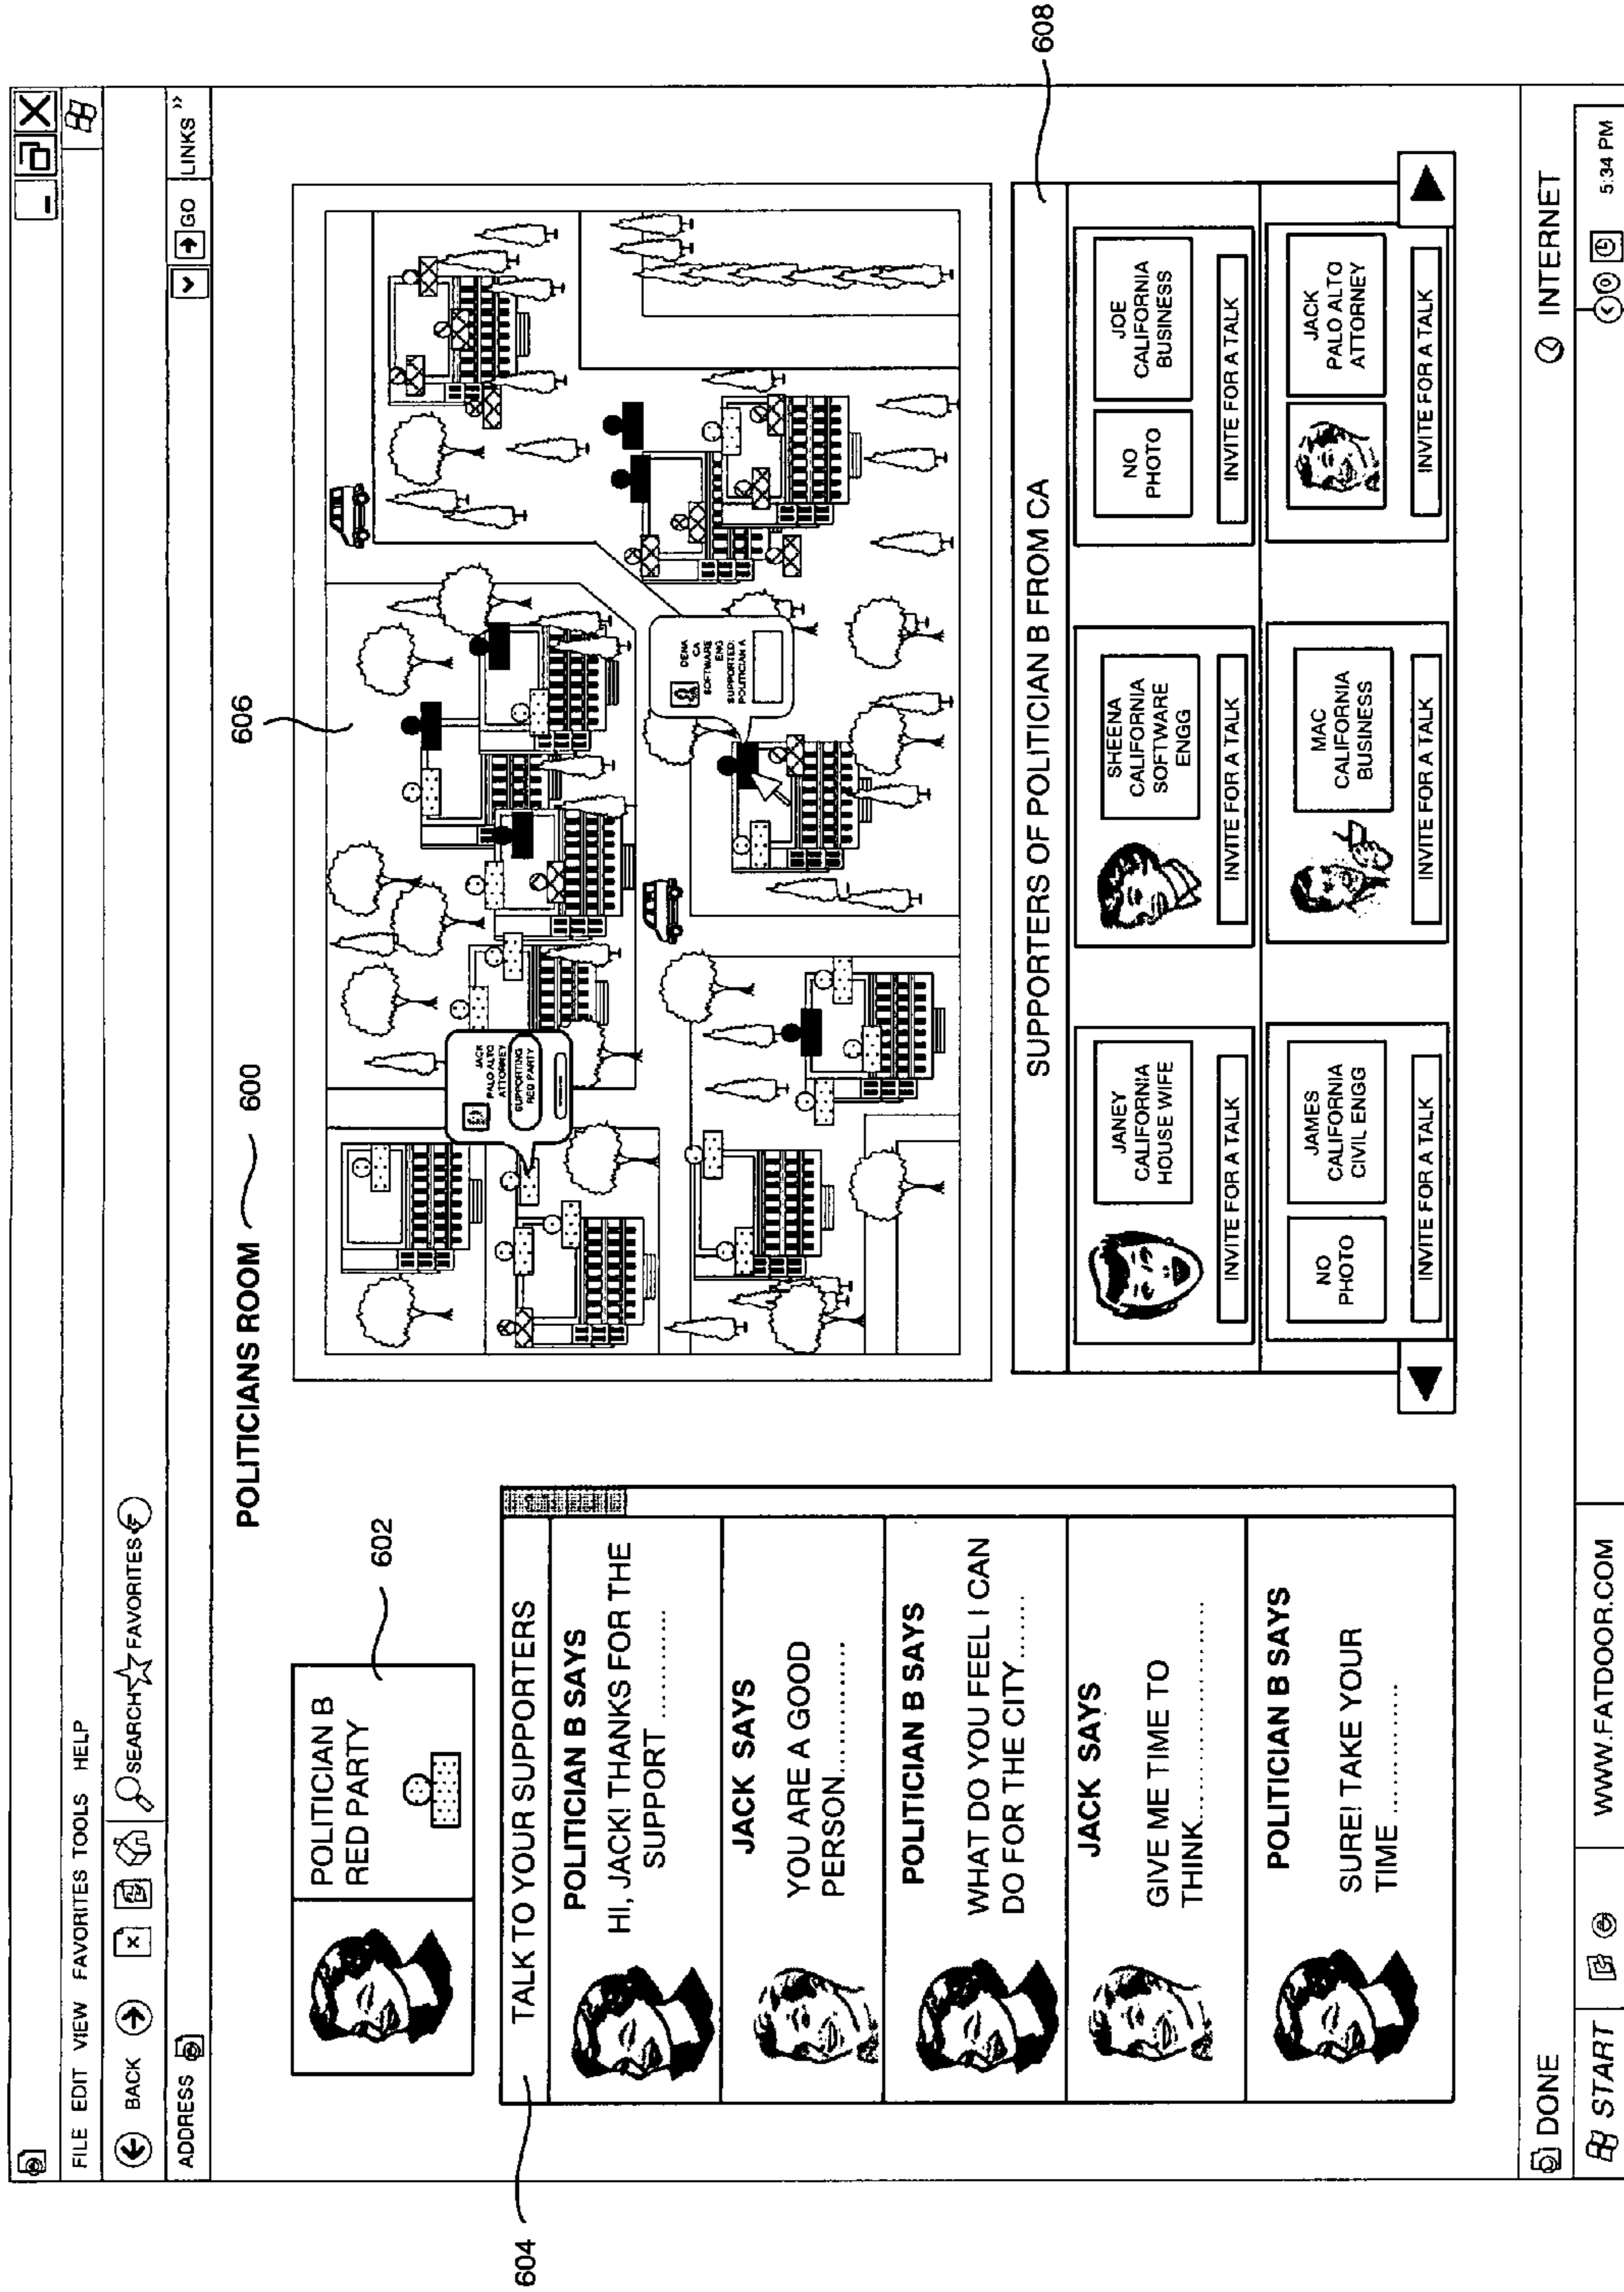 FILE EDIT VIEW FAVORITES TOOLS HELP
BACK
SEARCH FAVORITES
ADDRESS
GO
LINKS »
POLITICIANS ROOM 600
602
POLITICIAN B
RED PARTY
604
TALK TO YOUR SUPPORTERS
POLITICIAN B SAYS
HI, JACK! THANKS FOR THE
SUPPORT ..........
JACK SAYS
YOU ARE A GOOD
PERSON............
POLITICIAN B SAYS
WHAT DO YOU FEEL I CAN
DO FOR THE CITY......
JACK SAYS
GIVE ME TIME TO
THINK..........................
POLITICIAN B SAYS
SURE! TAKE YOUR
TIME ............
606
JACK
PALO ALTO
ATTORNEY
SUPPORTING
RED PARTY
DENA
CA
SOFTWARE
ENG
SUPPORTED:
POLITICIAN A
608
SUPPORTERS OF POLITICIAN B FROM CA
JANEY
CALIFORNIA
HOUSE WIFE
INVITE FOR A TALK
SHEENA
CALIFORNIA
SOFTWARE
ENGG
INVITE FOR A TALK
NO
PHOTO
JOE
CALIFORNIA
BUSINESS
INVITE FOR A TALK
NO
PHOTO
JAMES
CALIFORNIA
CIVIL ENGG
INVITE FOR A TALK
MAC
CALIFORNIA
BUSINESS
INVITE FOR A TALK
JACK
PALO ALTO
ATTORNEY
INVITE FOR A TALK
DONE
INTERNET
START
WWW.FATDOOR.COM
5:34 PM